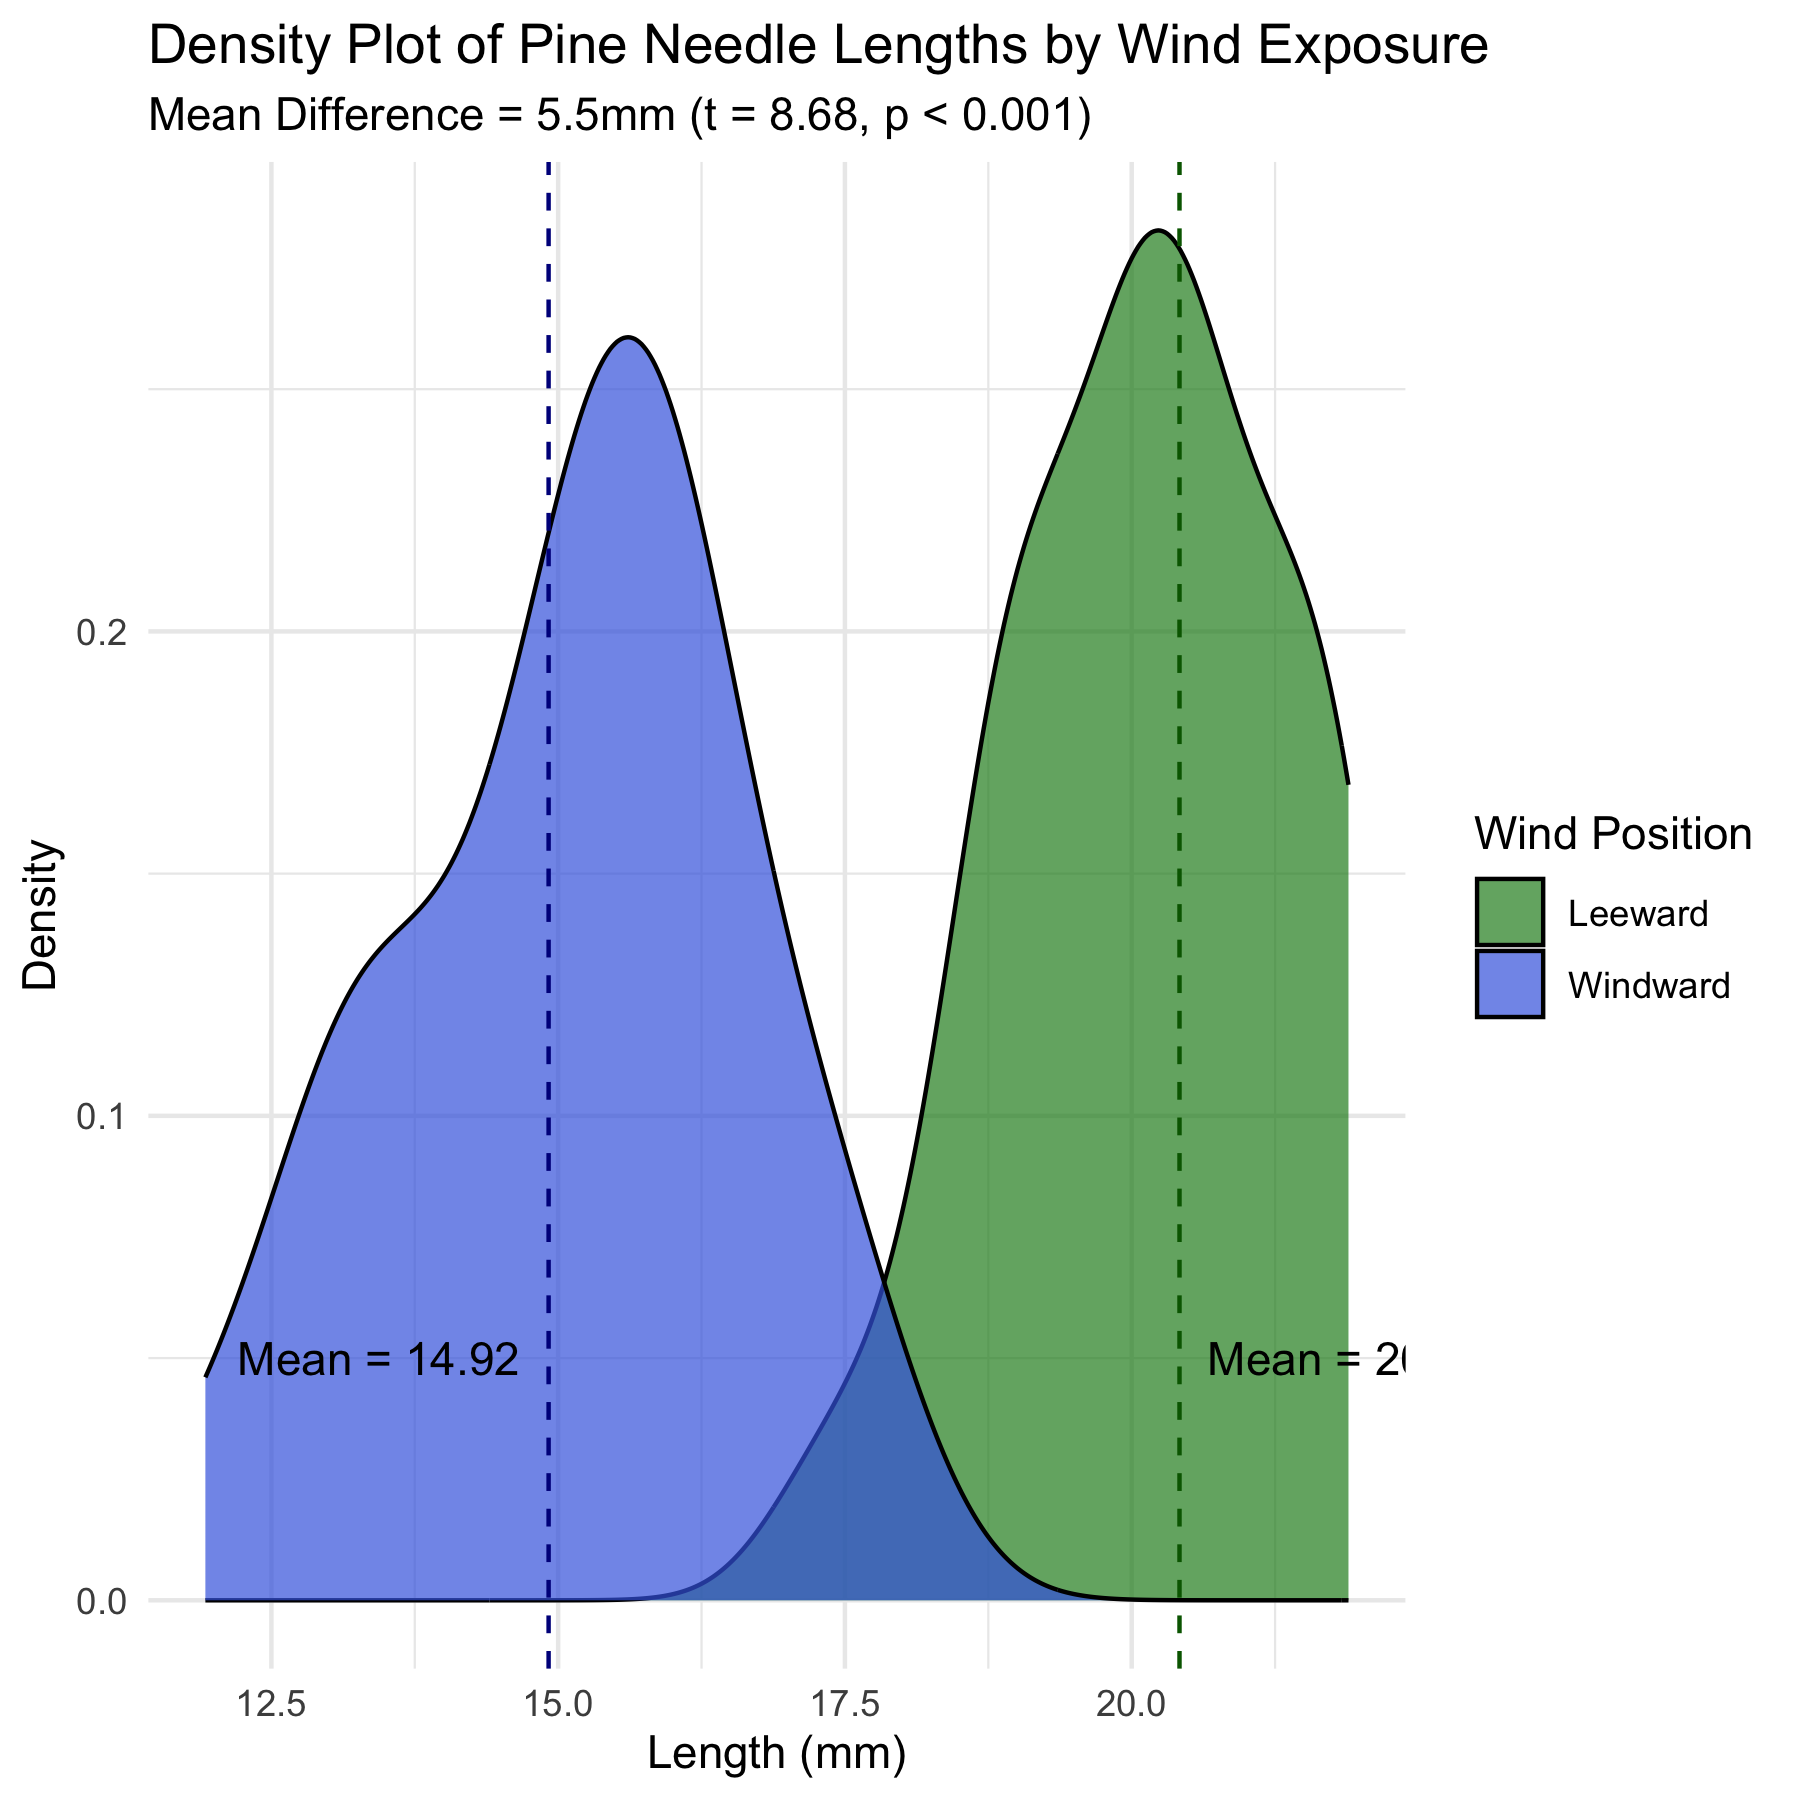 Density Plot of Pine Needle Lengths by Wind Exposure
Mean Difference = 5.5mm (t = 8.68, p < 0.001)
Density
0.2
0.1
0.0
Mean = 14.92
Mean = 20
12.5
15.0
17.5
20.0
Length (mm)
Wind Position
Leeward
Windward